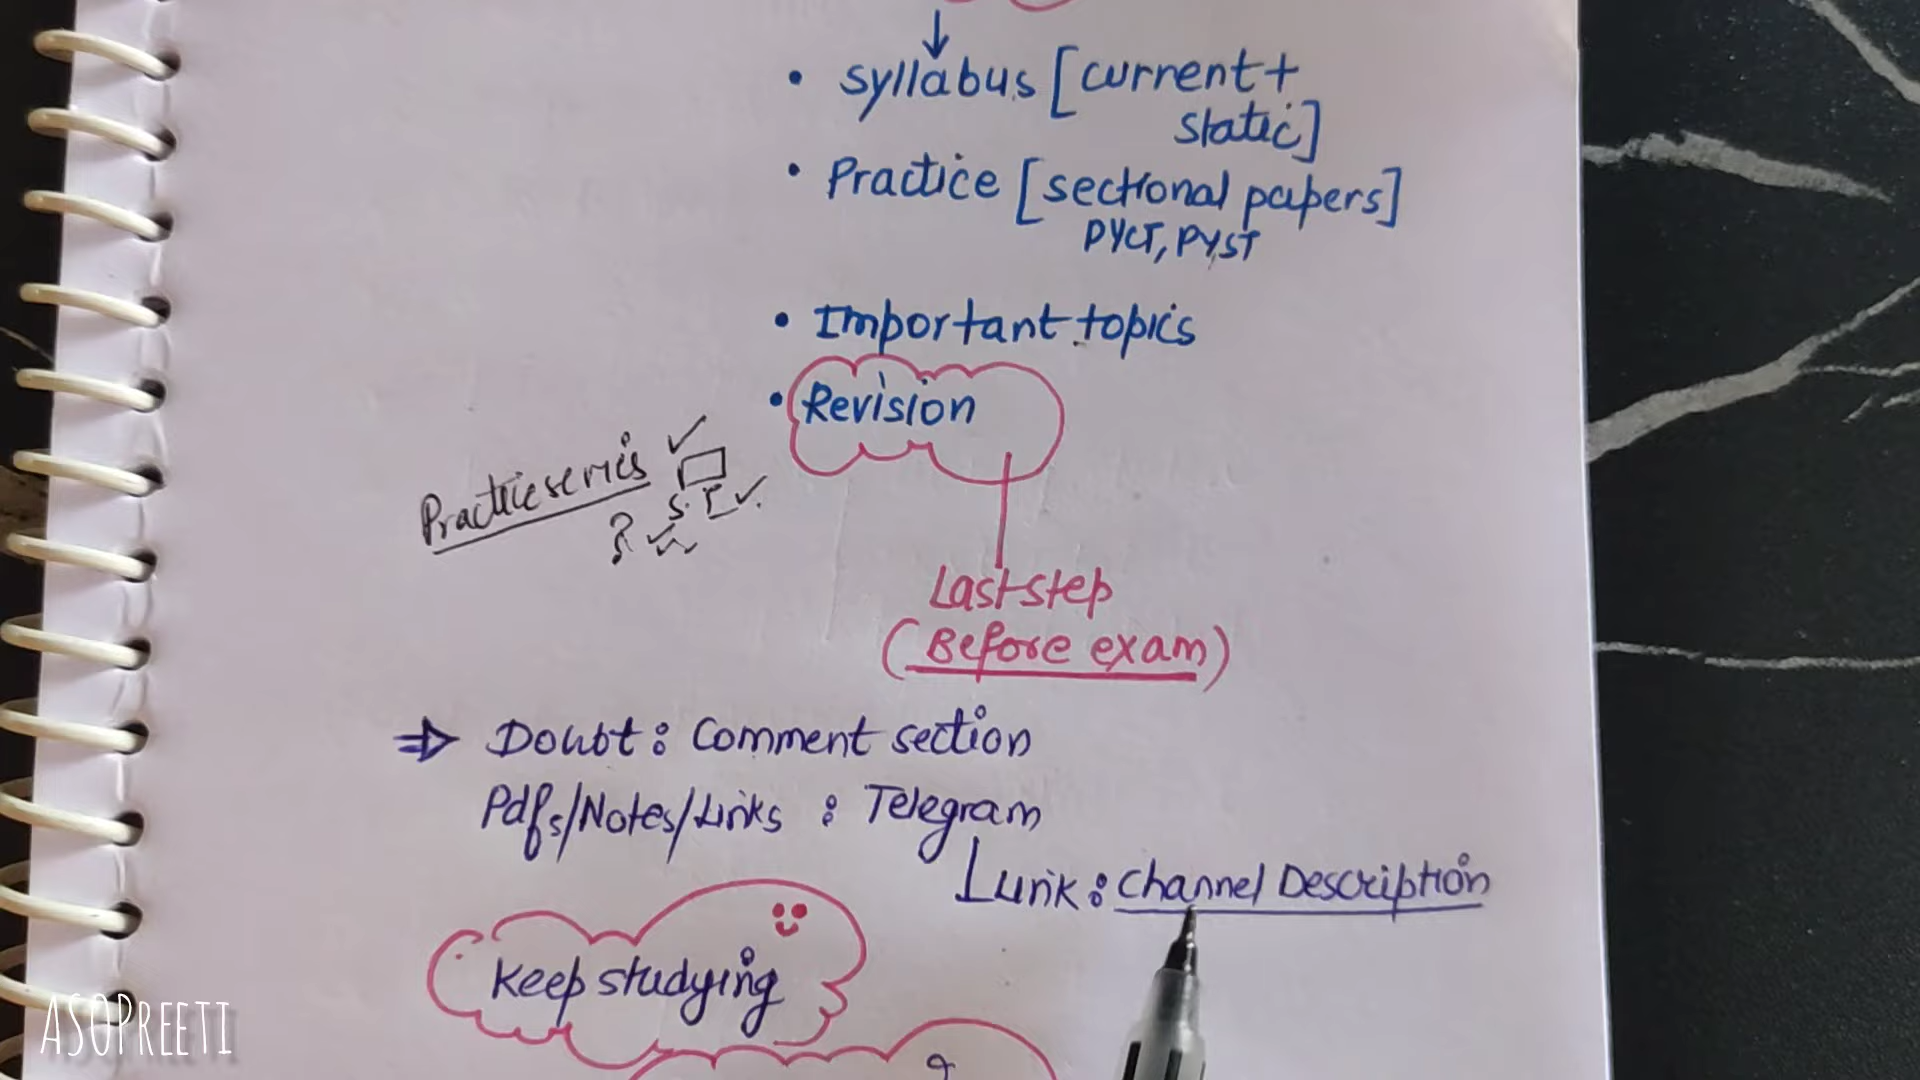 • Syllabus [current +
static]
• Practice [sectional papers]
PYCT, PYST
• Important topics
• Revision
Practice series ✓
S.T ✓
? ✓
Last step
(Before exam)
⇒ Doubt: Comment section
Pdfs/Notes/Links : Telegram
Link: Channel Description
Keep studying
ASOPREETI